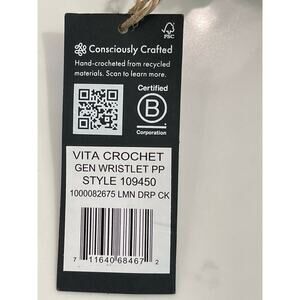 FSC
Consciously Crafted
Hand-crocheted from recycled
materials. Scan to learn more.
Certified
B
Corporation
VITA CROCHET
GEN WRISTLET PP
STYLE 109450
1000082675 LMN DRP CK
7 11640 68467 2